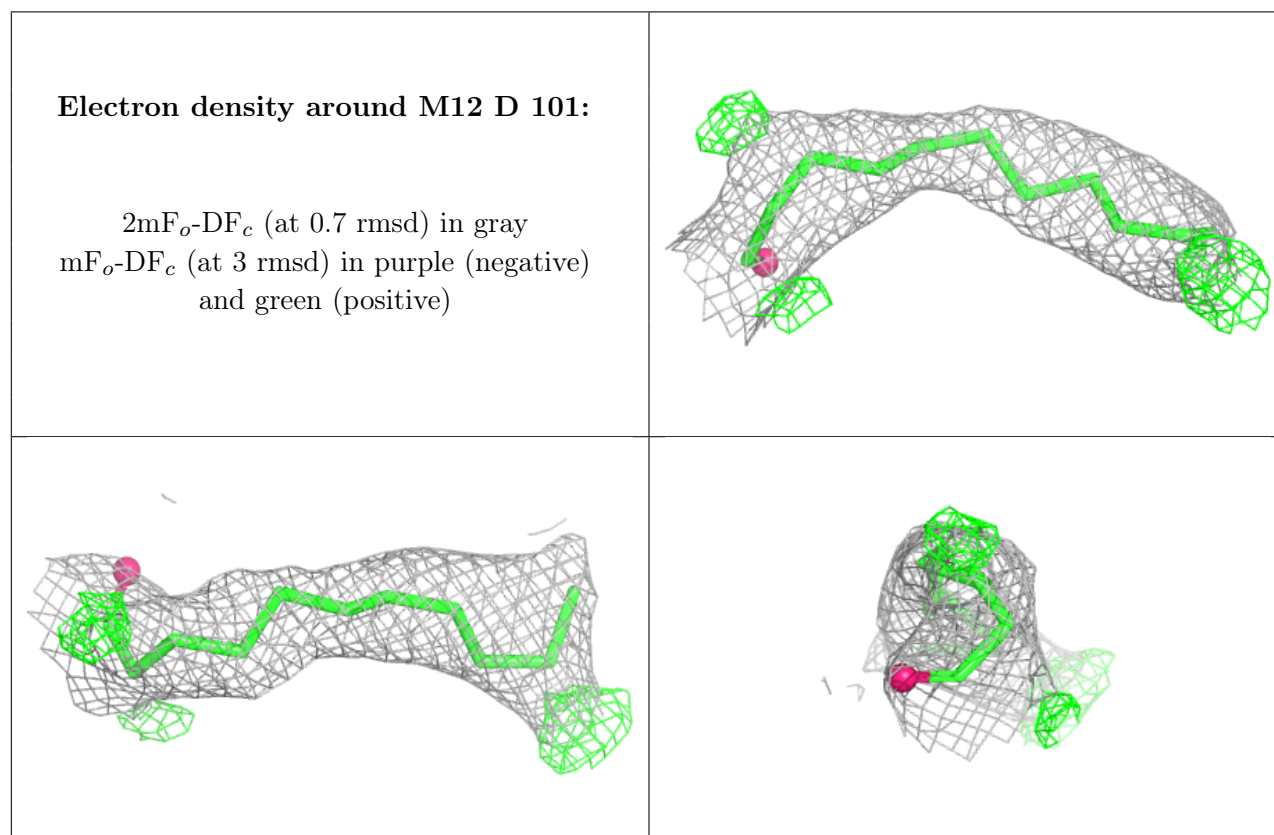 Electron density around M12 D 101:
2mFo-DFc (at 0.7 rmsd) in gray
mFo-DFc (at 3 rmsd) in purple (negative)
and green (positive)